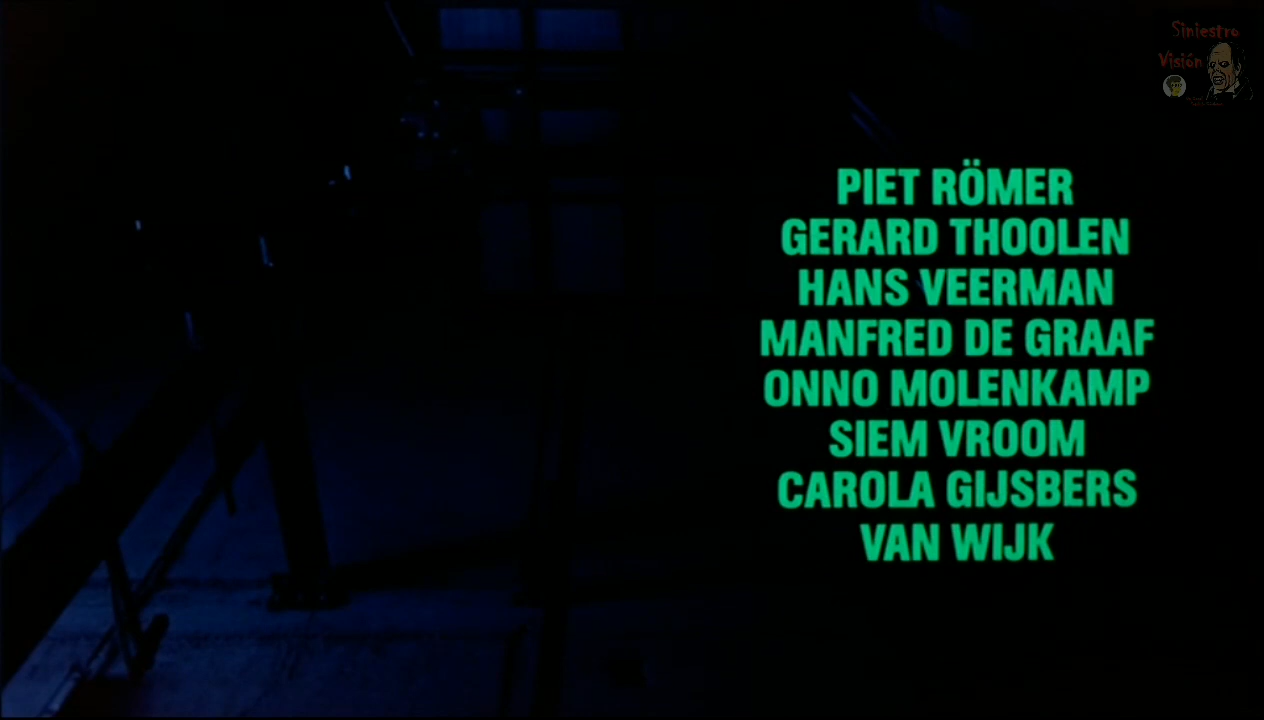 Siniestro
Visión
PIET RÖMER
GERARD THOOLEN
HANS VEERMAN
MANFRED DE GRAAF
ONNO MOLENKAMP
SIEM VROOM
CAROLA GIJSBERS
VAN WIJK